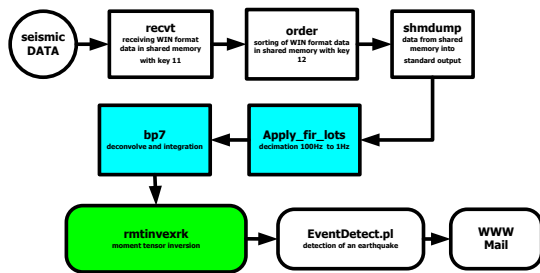 seismic
DATA
recvt
receiving WIN format
data in shared memory
with key 11
order
sorting of WIN format data
in shared memory with key
12
shmdump
data from shared
memory into
standard output
bp7
deconvolve and integration
Apply_fir_lots
decimation 100Hz to 1Hz
rmtinvexrk
moment tensor inversion
EventDetect.pl
detection of an earthquake
WWW
Mail